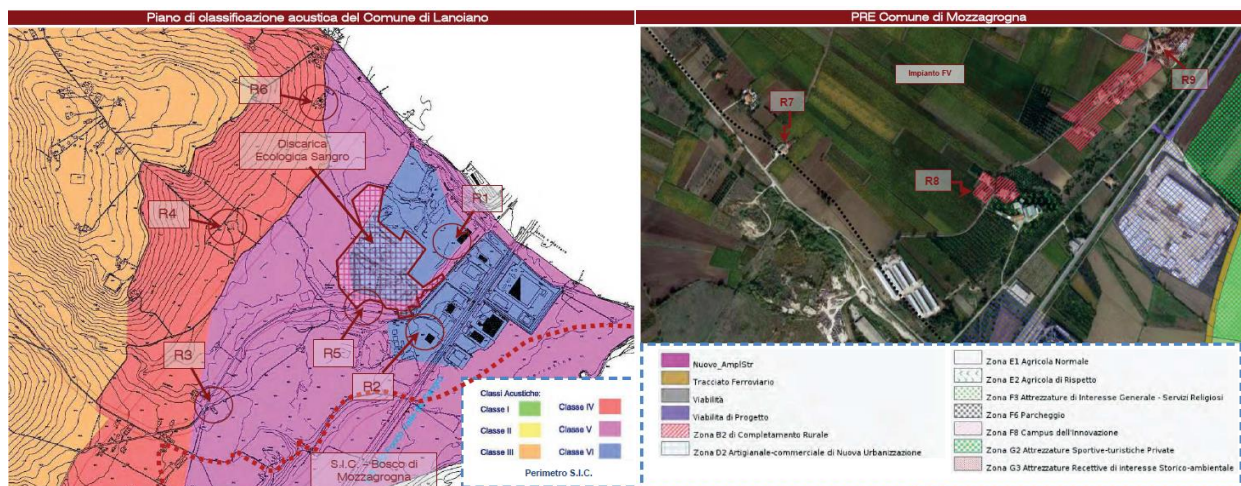 Piano di classificazione acustica del Comune di Lanciano
R6
Discarica
Ecologica Sangro
R4
R1
R5
R3
R2
S.I.C. - Bosco di
Mozzagrogna
Classi Acustiche:
Classe I
Classe II
Classe III
Classe IV
Classe V
Classe VI
Perimetro S.I.C.
PRE Comune di Mozzagrogna
Impianto FV
R9
R7
R8
Nuovo_AmplStr
Tracciato Ferroviario
Viabilità
Viabilita di Progetto
Zona B2 di Completamento Rurale
Zona D2 Artigianale-commerciale di Nuova Urbanizzazione
Zona E1 Agricola Normale
Zona E2 Agricola di Rispetto
Zona F3 Attrezzature di Interesse Generale - Servizi Religiosi
Zona F6 Parcheggio
Zona F8 Campus dell'Innovazione
Zona G2 Attrezzature Sportive-turistiche Private
Zona G3 Attrezzature Recettive di interesse Storico-ambientale